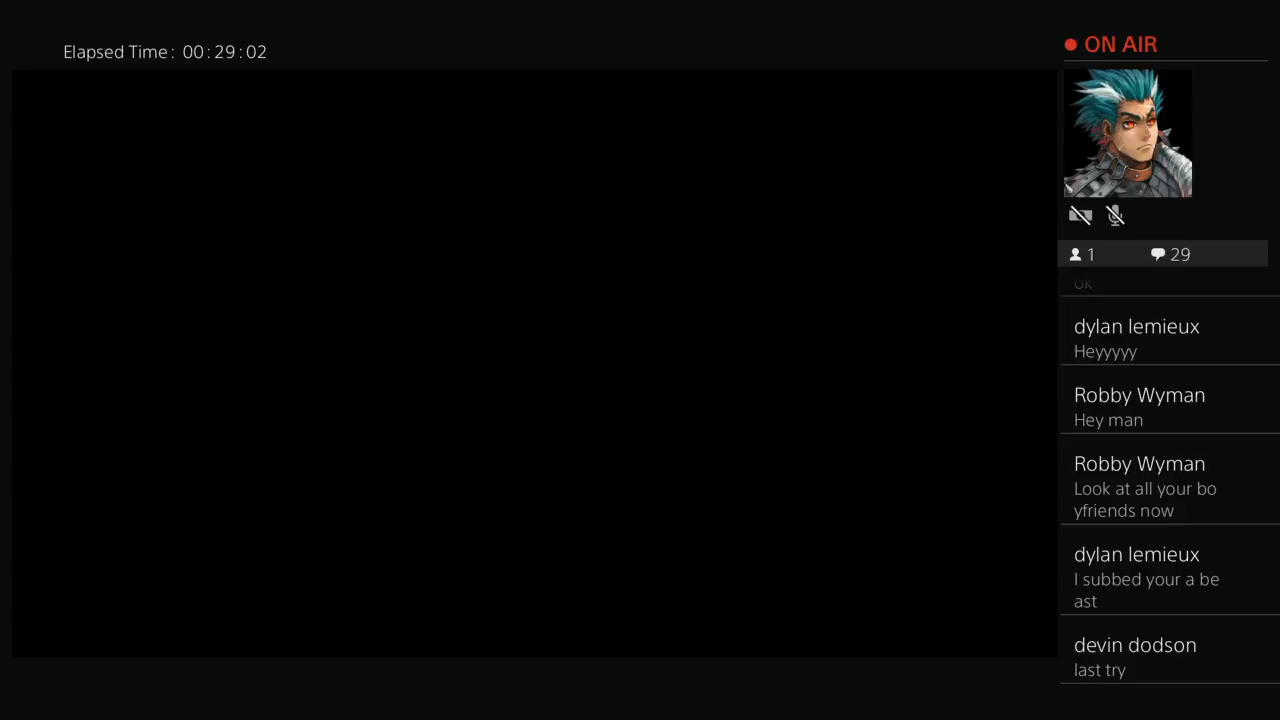 Elapsed Time: 00:29:02
ON AIR
1 29
OK
dylan lemieux
Heyyyyy
Robby Wyman
Hey man
Robby Wyman
Look at all your bo
yfriends now
dylan lemieux
I subbed your a be
ast
devin dodson
last try